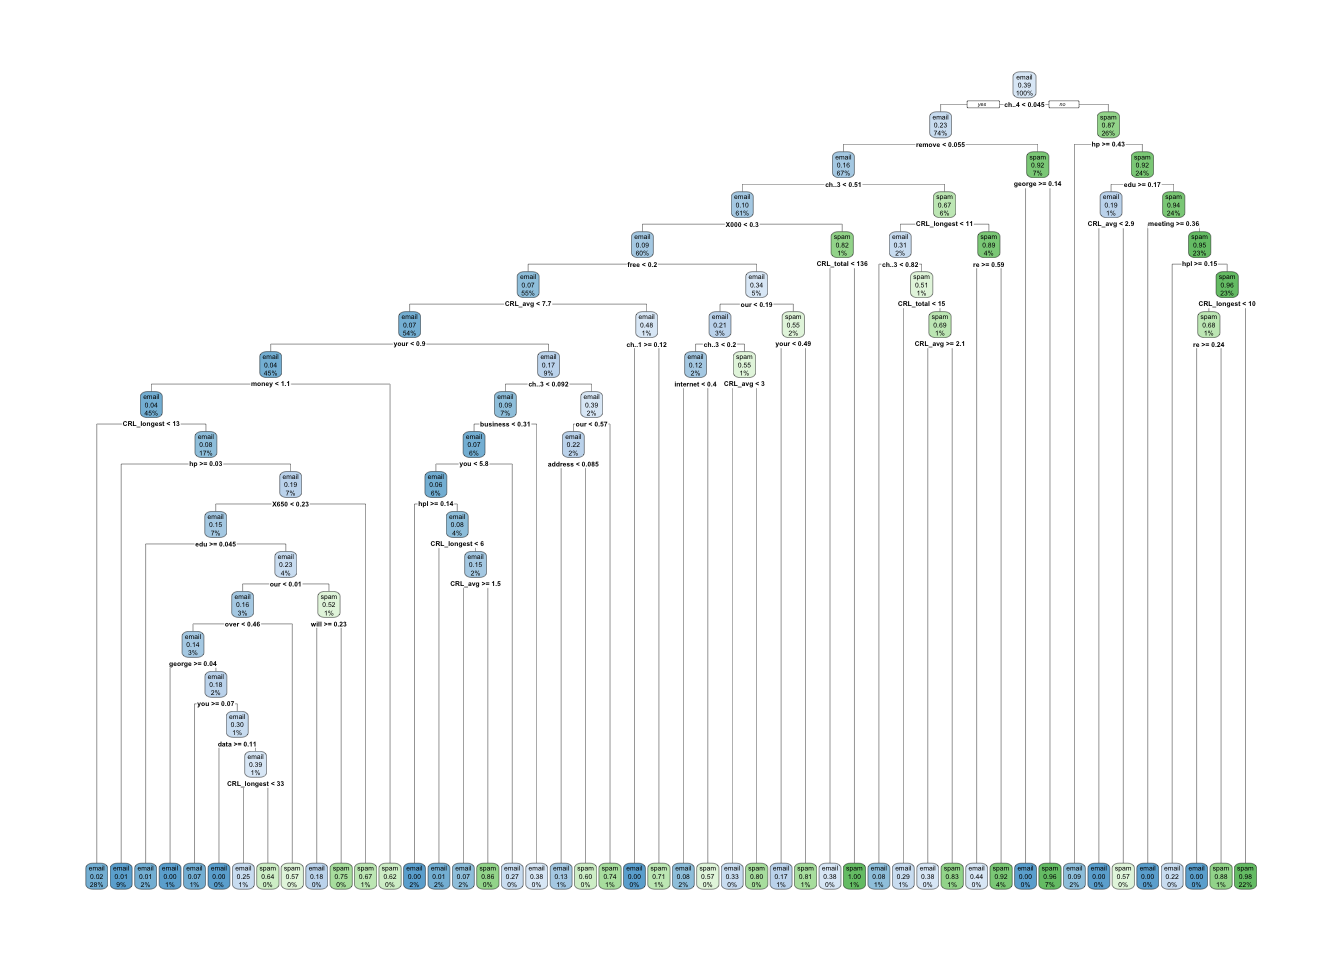 email
0.39
100%
yes ch..4 < 0.045 no
email
0.23
74%
spam
0.87
26%
remove < 0.055
hp >= 0.43
email
0.16
67%
spam
0.92
7%
spam
0.92
24%
ch..3 < 0.51
george >= 0.14
edu >= 0.17
email
0.10
61%
spam
0.67
6%
email
0.19
1%
spam
0.94
24%
X000 < 0.3
CRL_longest < 11
CRL_avg < 2.9
meeting >= 0.36
email
0.09
60%
spam
0.82
1%
email
0.31
2%
spam
0.89
4%
spam
0.95
23%
free < 0.2
CRL_total < 136
ch..3 < 0.82
re >= 0.59
hpl >= 0.15
email
0.07
55%
email
0.34
5%
spam
0.51
1%
spam
0.96
23%
CRL_avg < 7.7
our < 0.19
CRL_total < 15
CRL_longest < 10
email
0.07
54%
email
0.48
1%
email
0.21
3%
spam
0.55
2%
spam
0.69
1%
spam
0.68
1%
your < 0.9
ch..1 >= 0.12
ch..3 < 0.2
your < 0.49
CRL_avg >= 2.1
re >= 0.24
email
0.04
45%
email
0.17
9%
email
0.12
2%
spam
0.55
1%
money < 1.1
ch..3 < 0.092
internet < 0.4
CRL_avg < 3
email
0.04
45%
email
0.09
7%
email
0.39
2%
CRL_longest < 13
business < 0.31
our < 0.57
email
0.08
17%
email
0.07
6%
email
0.22
2%
hp >= 0.03
you < 5.8
address < 0.085
email
0.19
7%
email
0.06
6%
X650 < 0.23
hpl >= 0.14
email
0.15
7%
email
0.08
4%
edu >= 0.045
CRL_longest < 6
email
0.23
4%
email
0.15
2%
our < 0.01
CRL_avg >= 1.5
email
0.16
3%
spam
0.52
1%
over < 0.46
will >= 0.23
email
0.14
3%
george >= 0.04
email
0.18
2%
you >= 0.07
email
0.30
1%
data >= 0.11
email
0.39
1%
CRL_longest < 33
email
0.02
28%
email
0.01
9%
email
0.01
2%
email
0.00
1%
email
0.07
1%
email
0.00
0%
email
0.25
1%
spam
0.64
0%
spam
0.57
0%
email
0.18
0%
spam
0.75
0%
spam
0.67
1%
spam
0.62
0%
email
0.00
2%
email
0.01
2%
email
0.07
2%
spam
0.86
0%
email
0.27
0%
email
0.38
0%
email
0.13
1%
spam
0.60
0%
spam
0.74
1%
email
0.00
0%
spam
0.71
1%
email
0.08
2%
spam
0.57
0%
email
0.33
0%
spam
0.80
0%
email
0.17
1%
spam
0.81
1%
email
0.38
0%
spam
1.00
1%
email
0.08
1%
email
0.29
1%
email
0.38
0%
spam
0.83
1%
email
0.44
0%
spam
0.92
4%
email
0.00
0%
spam
0.96
7%
email
0.09
2%
email
0.00
0%
spam
0.57
0%
email
0.00
0%
email
0.22
0%
email
0.00
0%
spam
0.88
1%
spam
0.98
22%